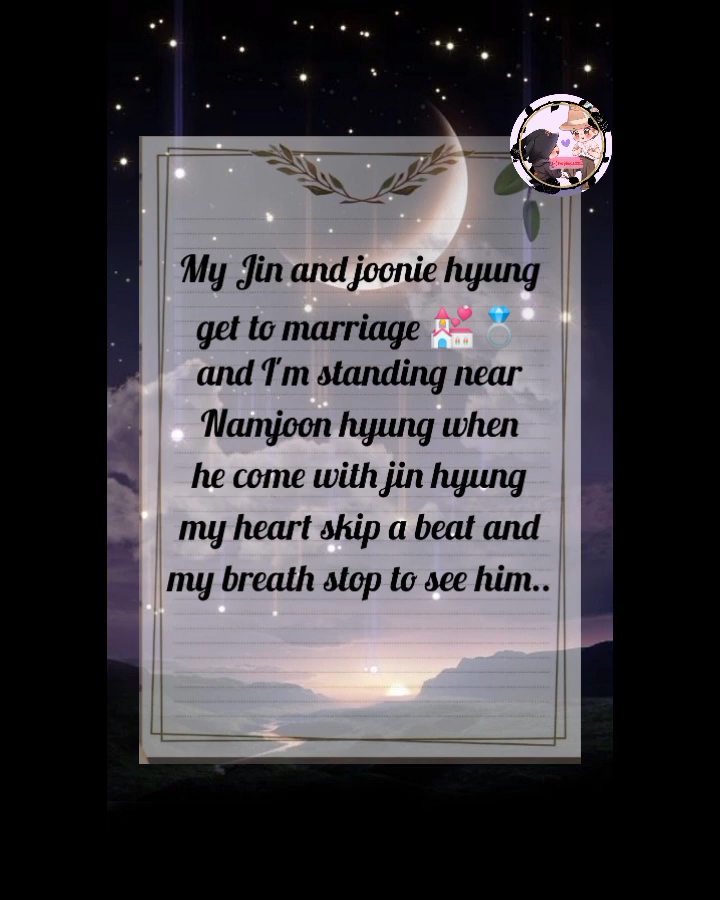 My Jin and joonie hyung
get to marriage 💒 💍
and I'm standing near
Namjoon hyung when
he come with jin hyung
my heart skip a beat and
my breath stop to see him..